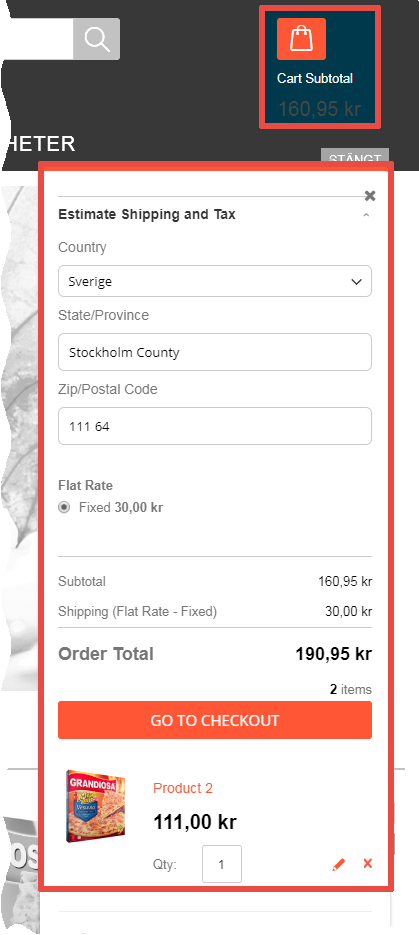 Cart Subtotal
160,95 kr
HETER
STÄNGT
Estimate Shipping and Tax
Country
Sverige
State/Province
Stockholm County
Zip/Postal Code
111 64
Flat Rate
Fixed 30,00 kr
Subtotal 160,95 kr
Shipping (Flat Rate - Fixed) 30,00 kr
Order Total 190,95 kr
2 items
GO TO CHECKOUT
GRANDIOSA
Product 2
111,00 kr
Qty: 1
OS